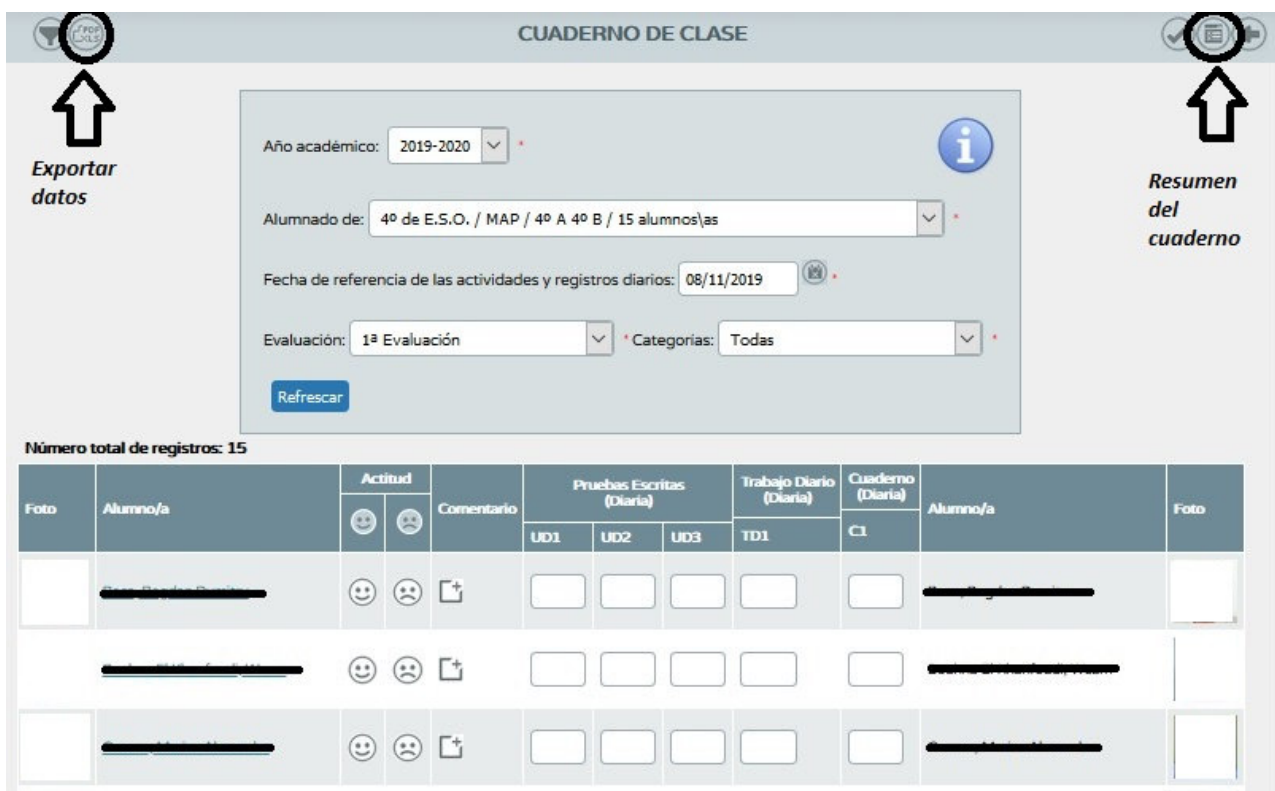 PDF
XLS
CUADERNO DE CLASE
Exportar
datos
Resumen
del
cuaderno
Año académico: 2019-2020 *
Alumnado de: 4º de E.S.O. / MAP / 4º A 4º B / 15 alumnos\as *
Fecha de referencia de las actividades y registros diarios: 08/11/2019 *
Evaluación: 1ª Evaluación * Categorías: Todas *
Refrescar
Número total de registros: 15
Foto Alumno/a Actitud Comentario Pruebas Escritas (Diaria) Trabajo Diario (Diaria) Cuaderno (Diaria) Alumno/a Foto
UD1 UD2 UD3 TD1 C1